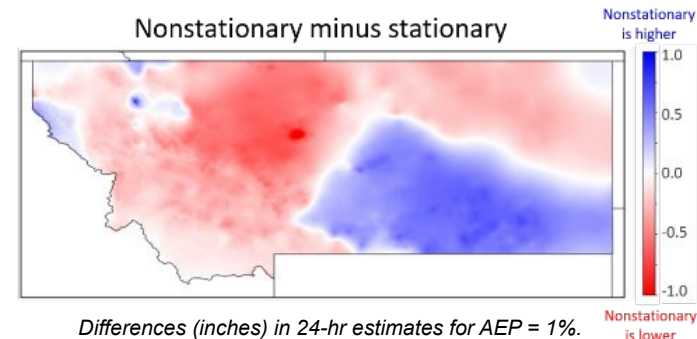 Nonstationary minus stationary
Nonstationary
is higher
1.0
0.5
0.0
-0.5
-1.0
Nonstationary
is lower
Differences (inches) in 24-hr estimates for AEP = 1%.